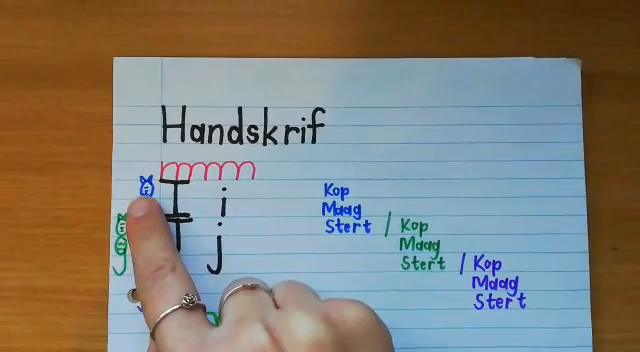 Handskrif
I i
J j
Kop
Maag
Stert / Kop
Maag
Stert / Kop
Maag
Stert